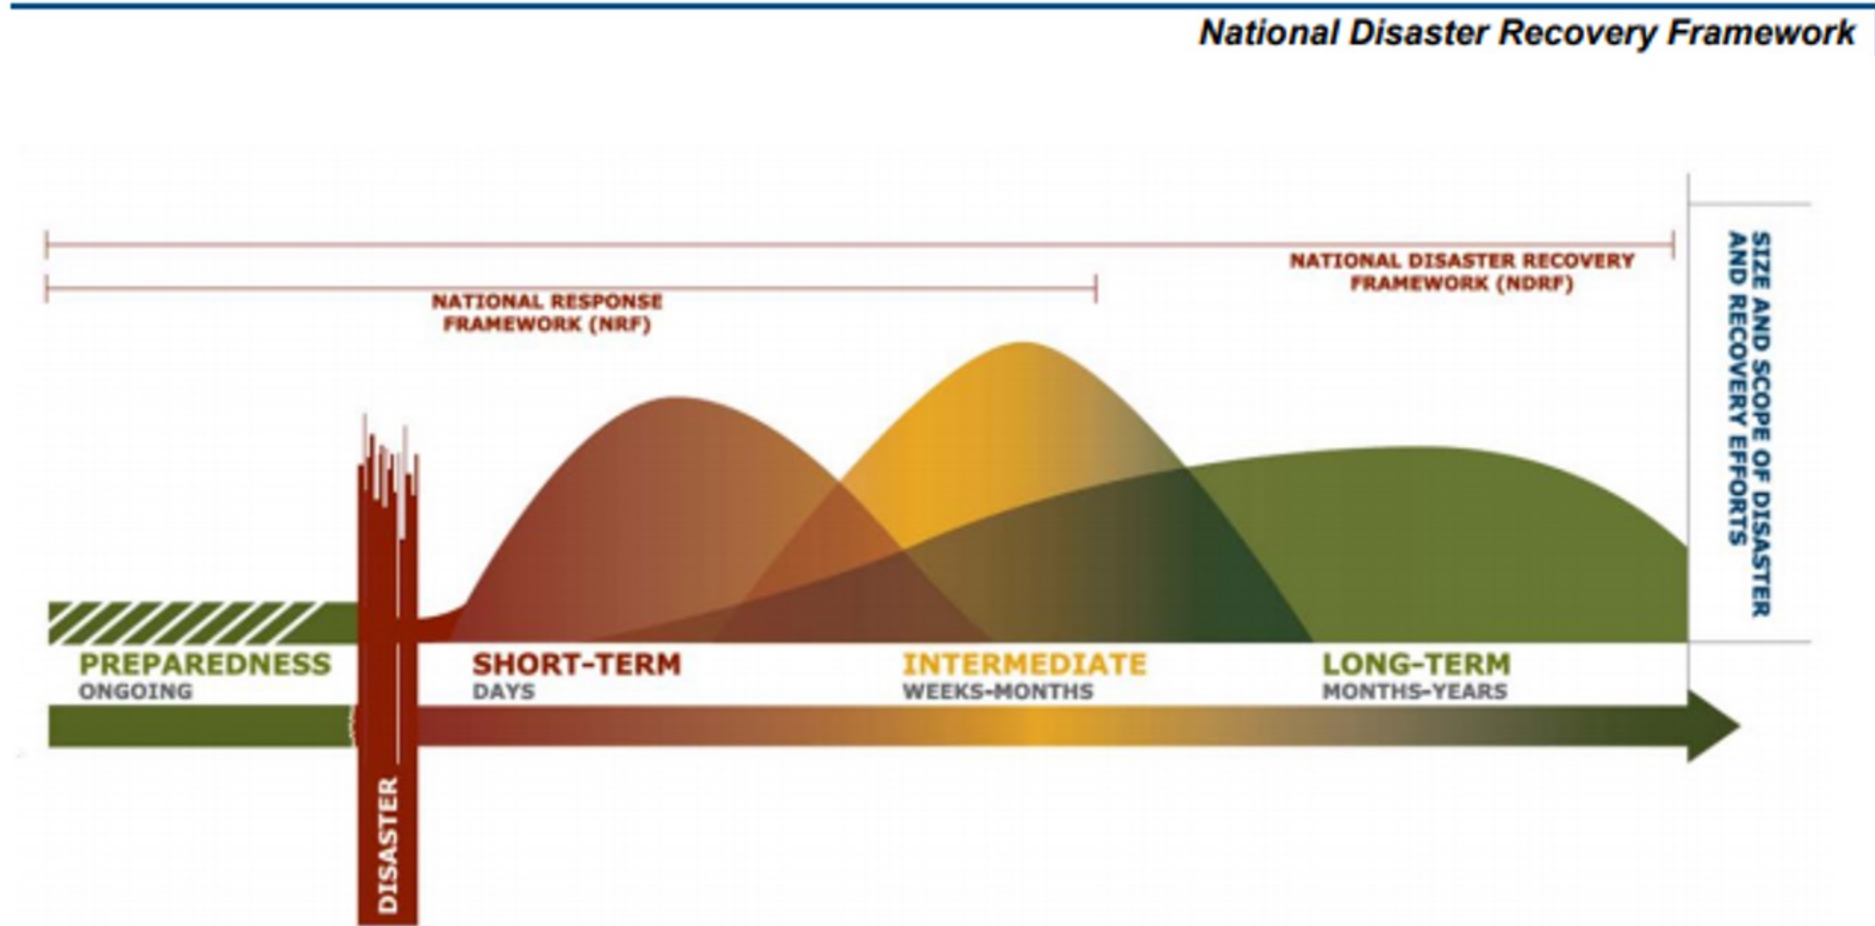 National Disaster Recovery Framework
NATIONAL DISASTER RECOVERY
FRAMEWORK (NDRF)
NATIONAL RESPONSE
FRAMEWORK (NRF)
SIZE AND SCOPE OF DISASTER
AND RECOVERY EFFORTS
PREPAREDNESS
ONGOING
SHORT-TERM
DAYS
INTERMEDIATE
WEEKS-MONTHS
LONG-TERM
MONTHS-YEARS
DISASTER